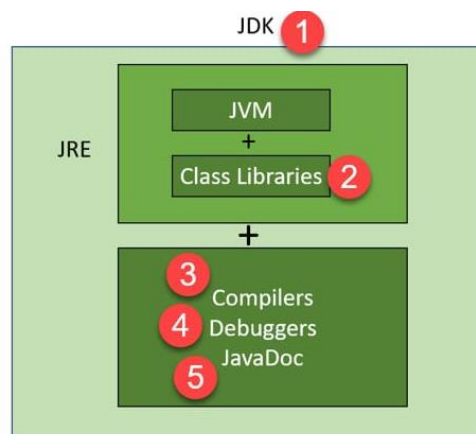 JDK 1
JVM
JRE
+
Class Libraries 2
+
3
Compilers
4 Debuggers
JavaDoc
5